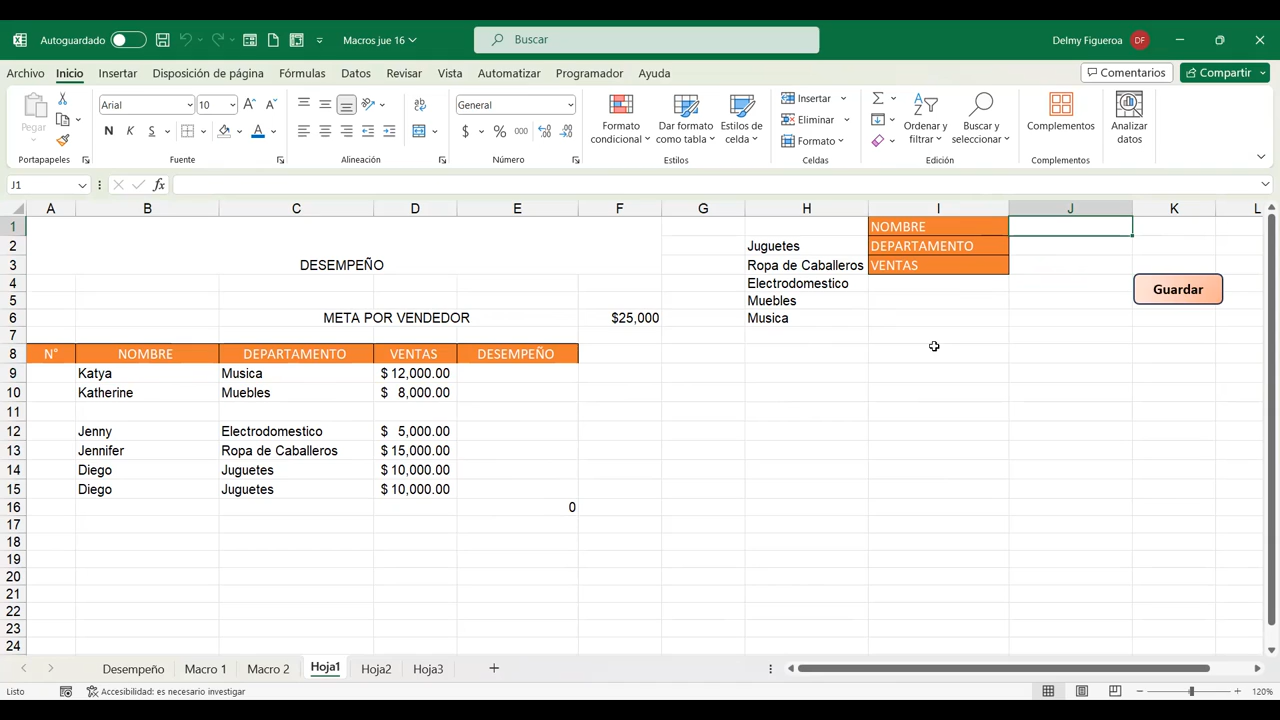 Autoguardado
Macros jue 16
Buscar
Delmy Figueroa
DF
Archivo Inicio Insertar Disposición de página Fórmulas Datos Revisar Vista Automatizar Programador Ayuda
Comentarios
Compartir
Pegar
Portapapeles
Arial 10
N K S
Fuente
Alineación
General
$ % 000
Número
Formato condicional
Dar formato como tabla
Estilos de celda
Estilos
Insertar
Eliminar
Formato
Celdas
Ordenar y filtrar
Buscar y seleccionar
Edición
Complementos
Complementos
Analizar datos
J1
fx
A B C D E F G H I J K L
1 NOMBRE
2 Juguetes DEPARTAMENTO
3 DESEMPEÑO Ropa de Caballeros VENTAS
4 Electrodomestico
Guardar
5 Muebles
6 META POR VENDEDOR $25,000 Musica
7
8 N° NOMBRE DEPARTAMENTO VENTAS DESEMPEÑO
9 Katya Musica $ 12,000.00
10 Katherine Muebles $ 8,000.00
11
12 Jenny Electrodomestico $ 5,000.00
13 Jennifer Ropa de Caballeros $ 15,000.00
14 Diego Juguetes $ 10,000.00
15 Diego Juguetes $ 10,000.00
16 0
17
18
19
20
21
22
23
24
Desempeño Macro 1 Macro 2 Hoja1 Hoja2 Hoja3
Listo
Accesibilidad: es necesario investigar
120%